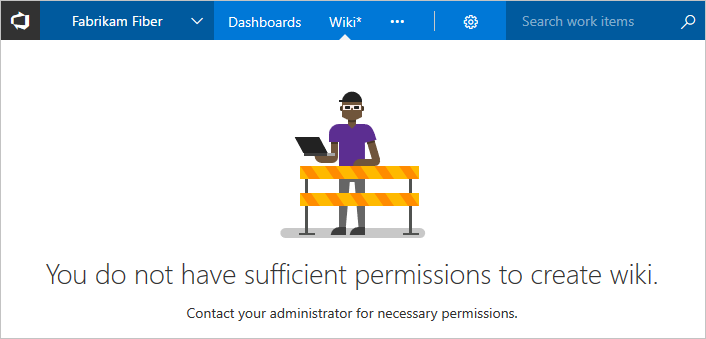 Fabrikam Fiber Dashboards Wiki* ••• Search work items
You do not have sufficient permissions to create wiki.
Contact your administrator for necessary permissions.